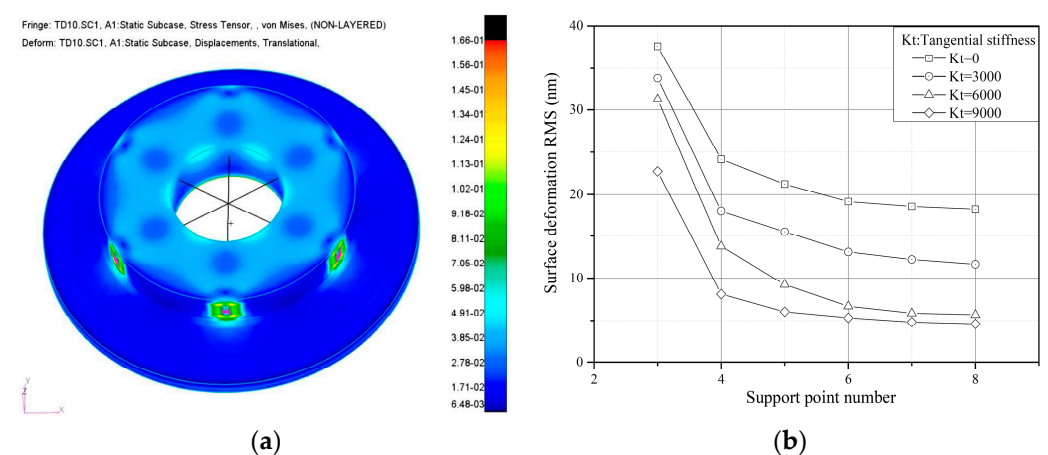 Fringe: TD10.SC1, A1:Static Subcase, Stress Tensor, , von Mises, (NON-LAYERED)
Deform: TD10.SC1, A1:Static Subcase, Displacements, Translational,
1.66-01
1.56-01
1.45-01
1.34-01
1.24-01
1.13-01
1.02-01
9.18-02
8.11-02
7.05-02
5.98-02
4.91-02
3.85-02
2.78-02
1.71-02
6.48-03
Y
Z
X
(a)
Kt:Tangential stiffness
Kt=0
Kt=3000
Kt=6000
Kt=9000
Surface deformation RMS (nm)
40
30
20
10
0
2
4
6
8
Support point number
(b)